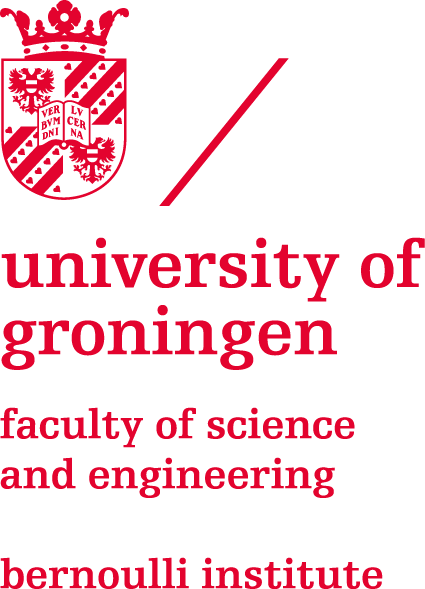 VER LV
BVM CER
DNI NA
university of
groningen
faculty of science
and engineering
bernoulli institute